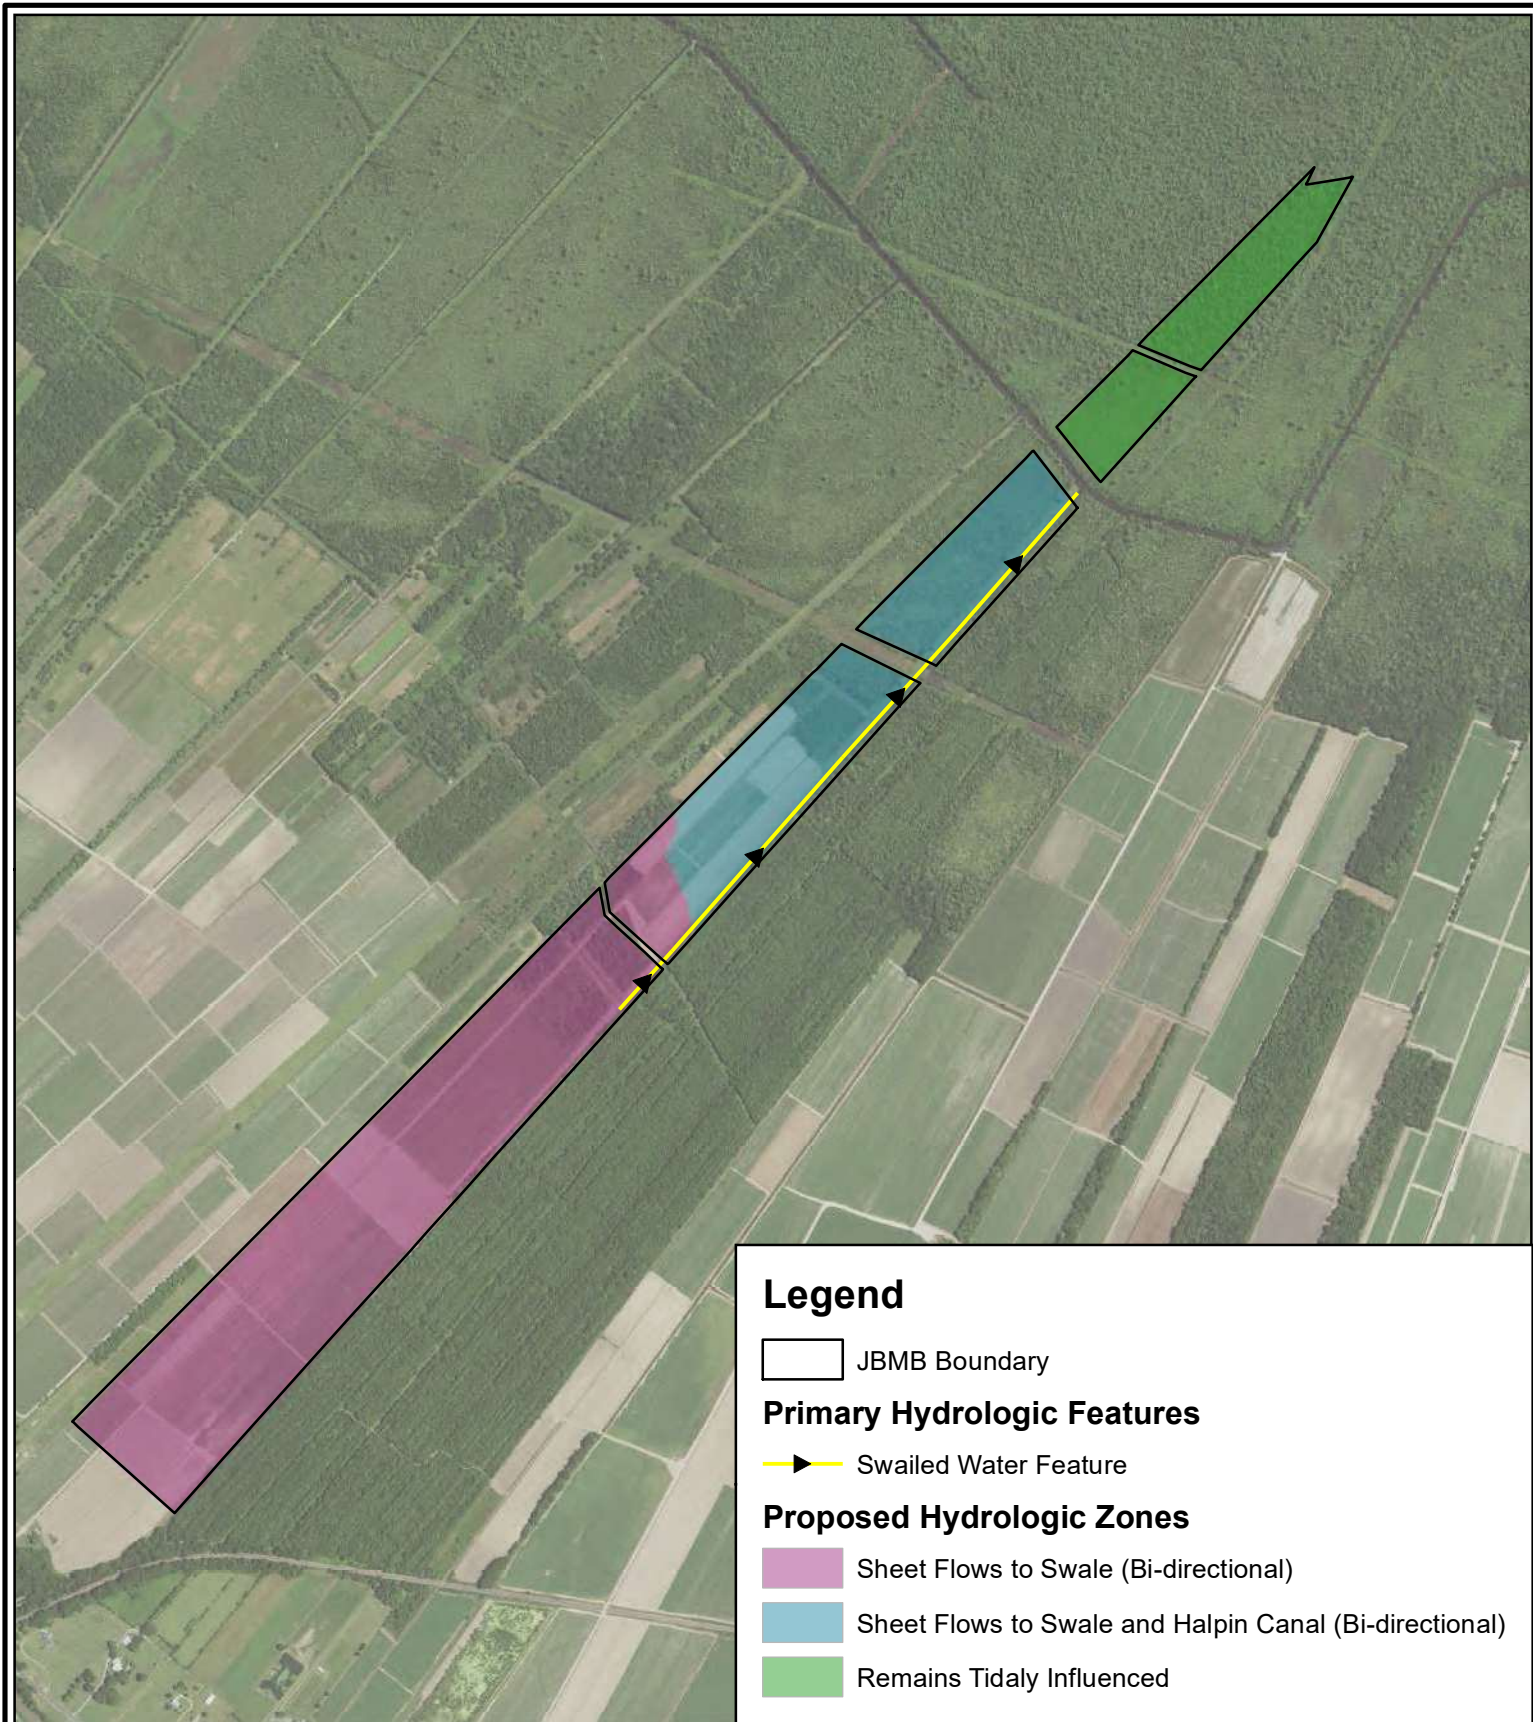 Legend
JBMB Boundary
Primary Hydrologic Features
Swailed Water Feature
Proposed Hydrologic Zones
Sheet Flows to Swale (Bi-directional)
Sheet Flows to Swale and Halpin Canal (Bi-directional)
Remains Tidaly Influenced